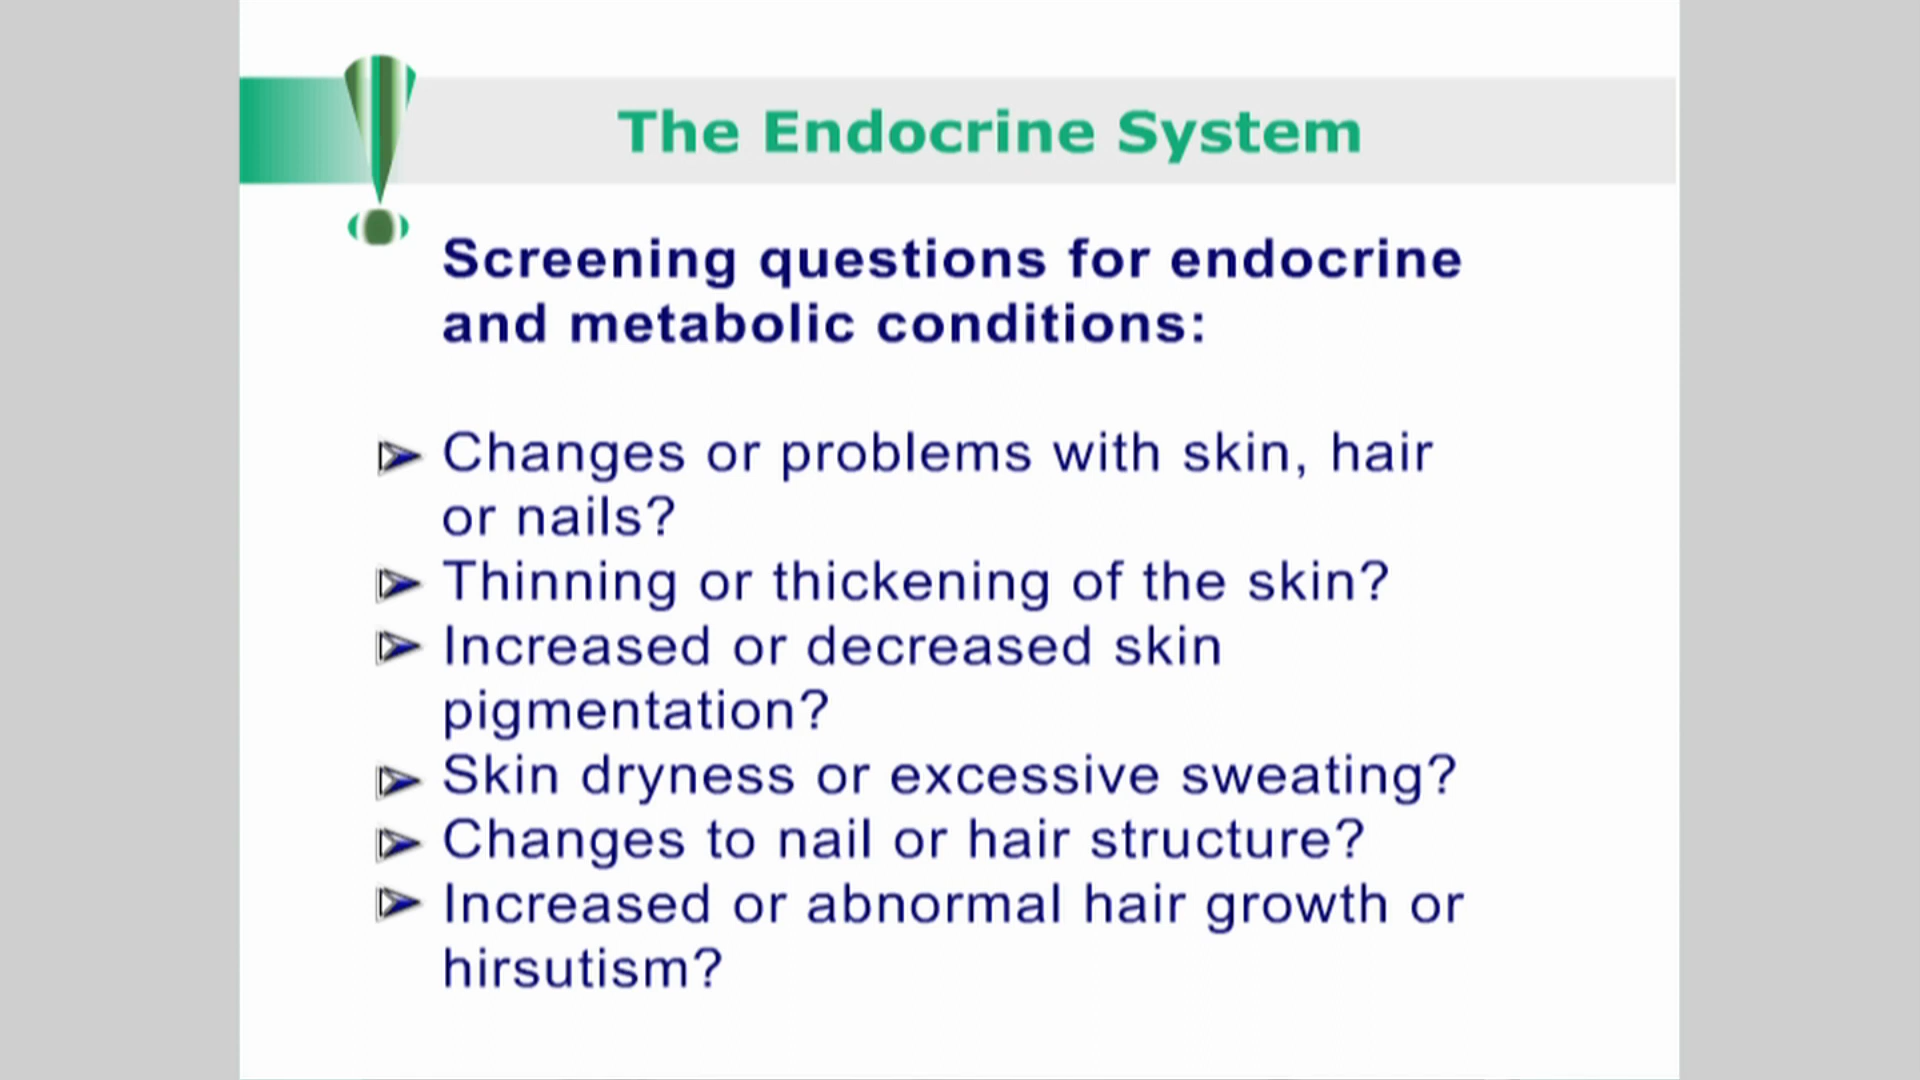 The Endocrine System
Screening questions for endocrine
and metabolic conditions:
Changes or problems with skin, hair
or nails?
Thinning or thickening of the skin?
Increased or decreased skin
pigmentation?
Skin dryness or excessive sweating?
Changes to nail or hair structure?
Increased or abnormal hair growth or
hirsutism?